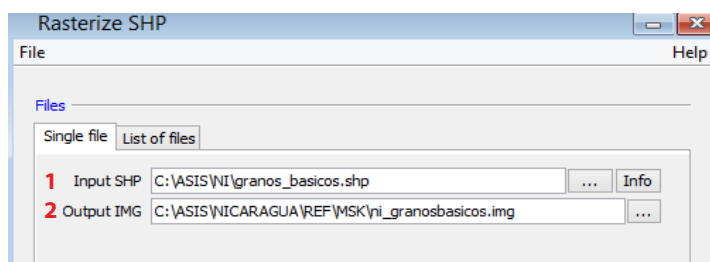 Rasterize SHP
File Help
Files
Single file List of files
1 Input SHP C:\ASIS\NI\granos_basicos.shp ... Info
2 Output IMG C:\ASIS\NICARAGUA\REF\MSK\ni_granosbasicos.img ...